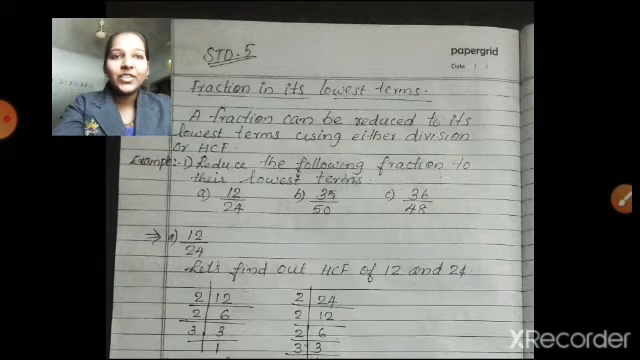 STD-5
papergrid
Date / /
Fraction in its lowest terms.
A fraction can be reduced to its
lowest terms using either division
or HCF.
Example:-1) Reduce the following fraction to
their lowest terms.
a) 12/24 b) 35/50 c) 36/48
⇒ a) 12/24
Let's find out HCF of 12 and 24.
2 | 12 2 | 24
2 | 6 2 | 12
3 | 3 2 | 6
1 3 | 3
XRecorder